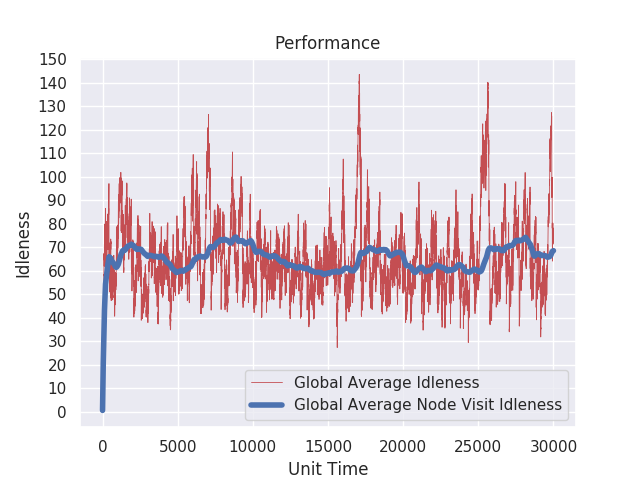 Performance
150
140
130
120
110
100
90
80
70
60
50
40
30
20
10
0
Idleness
Global Average Idleness
Global Average Node Visit Idleness
0 5000 10000 15000 20000 25000 30000
Unit Time